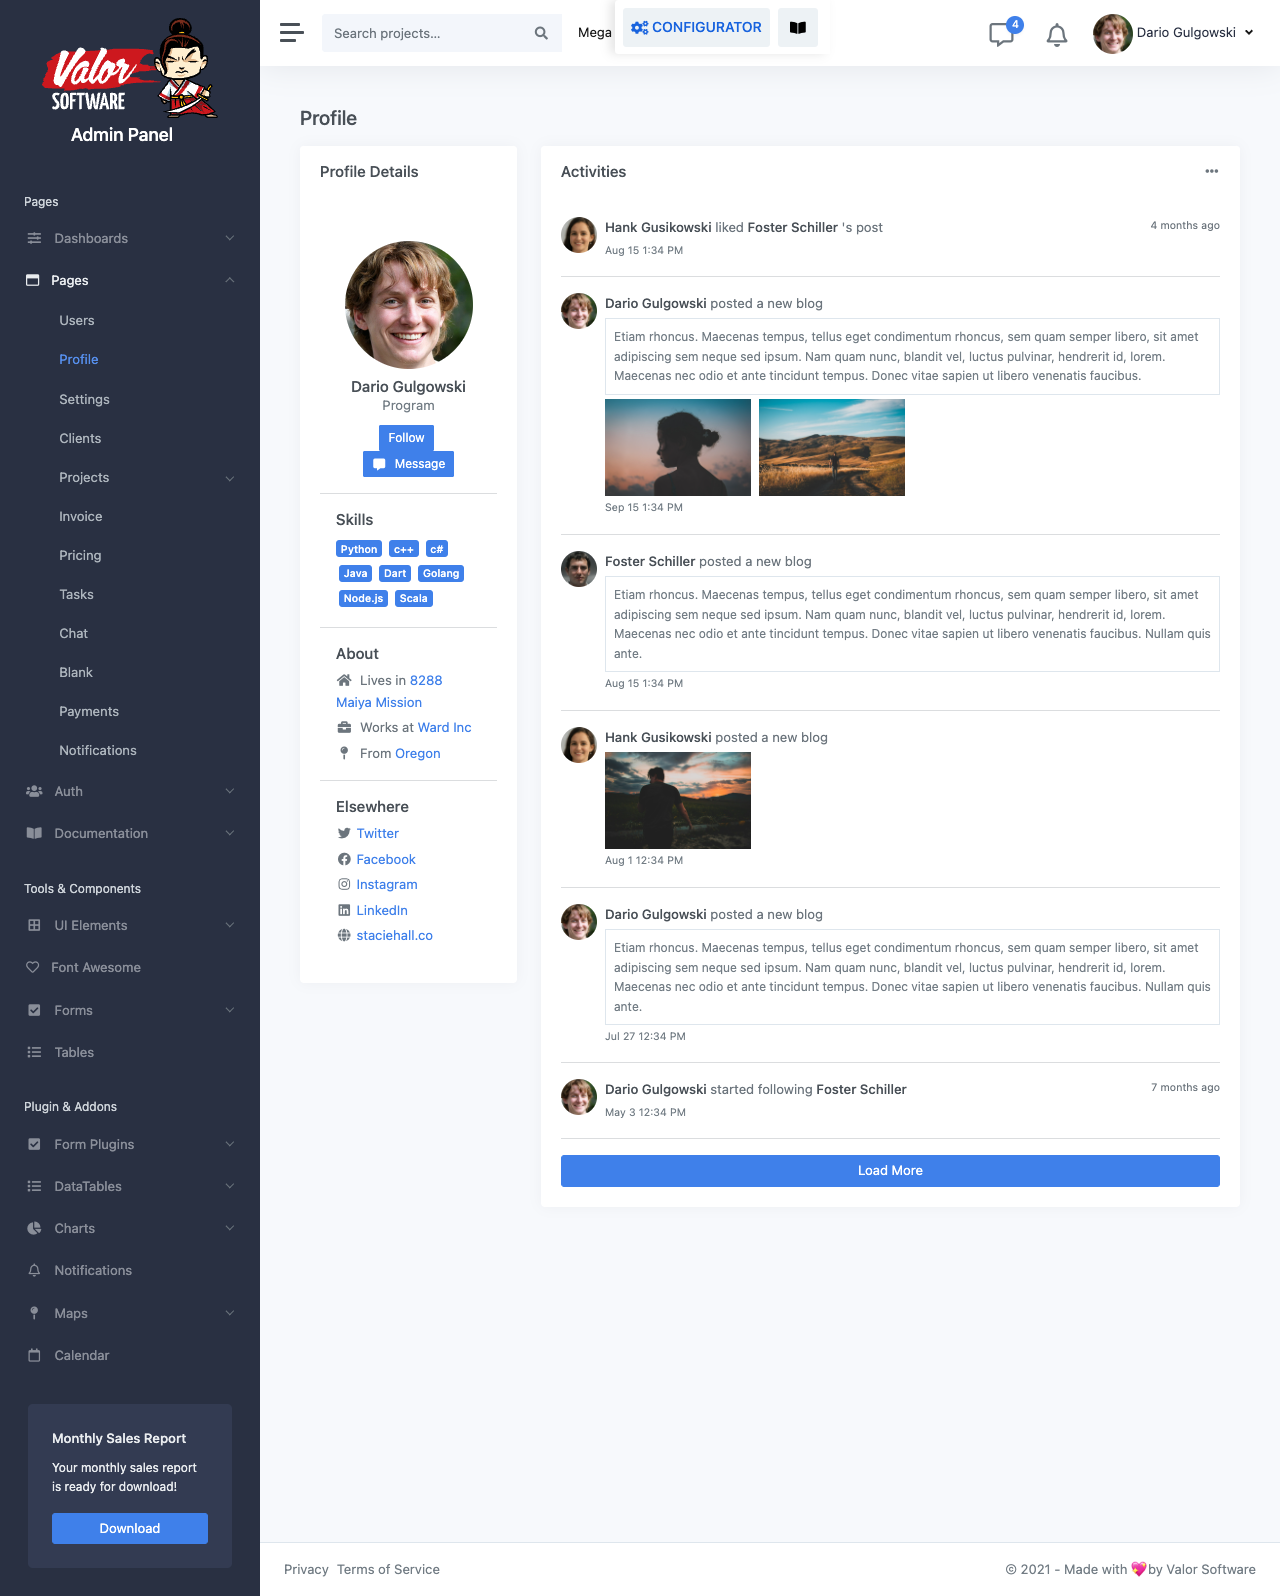 Valor
SOFTWARE
Admin Panel
Pages
Dashboards
Pages
Users
Profile
Settings
Clients
Projects
Invoice
Pricing
Tasks
Chat
Blank
Payments
Notifications
Auth
Documentation
Tools & Components
UI Elements
Font Awesome
Forms
Tables
Plugin & Addons
Form Plugins
DataTables
Charts
Notifications
Maps
Calendar
Monthly Sales Report
Your monthly sales report
is ready for download!
Download
Search projects...
Mega
CONFIGURATOR
4
Dario Gulgowski
Profile
Profile Details
Dario Gulgowski
Program
Follow
Message
Skills
Python c++ c#
Java Dart Golang
Node.js Scala
About
Lives in 8288
Maiya Mission
Works at Ward Inc
From Oregon
Elsewhere
Twitter
Facebook
Instagram
LinkedIn
staciehall.co
Activities
Hank Gusikowski liked Foster Schiller 's post
4 months ago
Aug 15 1:34 PM
Dario Gulgowski posted a new blog
Etiam rhoncus. Maecenas tempus, tellus eget condimentum rhoncus, sem quam semper libero, sit amet
adipiscing sem neque sed ipsum. Nam quam nunc, blandit vel, luctus pulvinar, hendrerit id, lorem.
Maecenas nec odio et ante tincidunt tempus. Donec vitae sapien ut libero venenatis faucibus.
Sep 15 1:34 PM
Foster Schiller posted a new blog
Etiam rhoncus. Maecenas tempus, tellus eget condimentum rhoncus, sem quam semper libero, sit amet
adipiscing sem neque sed ipsum. Nam quam nunc, blandit vel, luctus pulvinar, hendrerit id, lorem.
Maecenas nec odio et ante tincidunt tempus. Donec vitae sapien ut libero venenatis faucibus. Nullam quis
ante.
Aug 15 1:34 PM
Hank Gusikowski posted a new blog
Aug 1 12:34 PM
Dario Gulgowski posted a new blog
Etiam rhoncus. Maecenas tempus, tellus eget condimentum rhoncus, sem quam semper libero, sit amet
adipiscing sem neque sed ipsum. Nam quam nunc, blandit vel, luctus pulvinar, hendrerit id, lorem.
Maecenas nec odio et ante tincidunt tempus. Donec vitae sapien ut libero venenatis faucibus. Nullam quis
ante.
Jul 27 12:34 PM
Dario Gulgowski started following Foster Schiller
7 months ago
May 3 12:34 PM
Load More
Privacy Terms of Service
© 2021 - Made with 💖by Valor Software